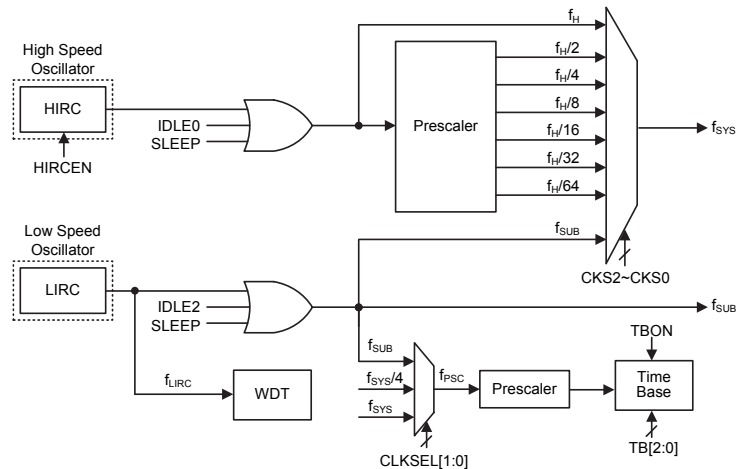 High Speed
Oscillator
HIRC
HIRCEN
IDLE0
SLEEP
Prescaler
fH
fH/2
fH/4
fH/8
fH/16
fH/32
fH/64
fSUB
CKS2~CKS0
fSYS
Low Speed
Oscillator
LIRC
IDLE2
SLEEP
fSUB
fLIRC
WDT
fSUB
fSYS/4
fSYS
CLKSEL[1:0]
fPSC
Prescaler
TBON
Time
Base
TB[2:0]